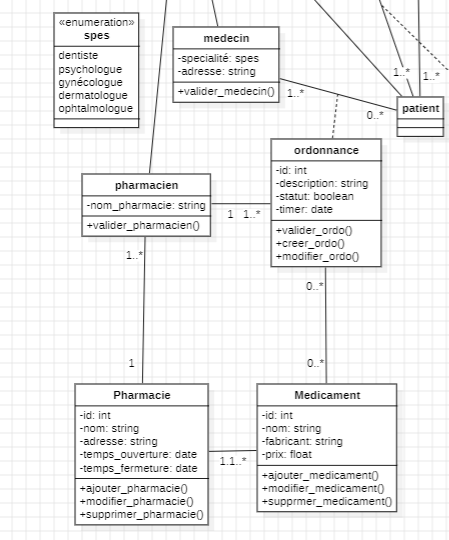 «enumeration»
spes
dentiste
psychologue
gynécologue
dermatologue
ophtalmologue
medecin
-specialité: spes
-adresse: string
+valider_medecin()
1..*
0..*
1..*
1..*
patient
ordonnance
-id: int
-description: string
-statut: boolean
-timer: date
+valider_ordo()
+creer_ordo()
+modifier_ordo()
pharmacien
-nom_pharmacie: string
+valider_pharmacien()
1
1..*
1..*
1
0..*
0..*
Pharmacie
-id: int
-nom: string
-adresse: string
-temps_ouverture: date
-temps_fermeture: date
+ajouter_pharmacie()
+modifier_pharmacie()
+supprimer_pharmacie()
1.1..*
Medicament
-id: int
-nom: string
-fabricant: string
-prix: float
+ajouter_medicament()
+modifier_medicament()
+supprmer_medicament()